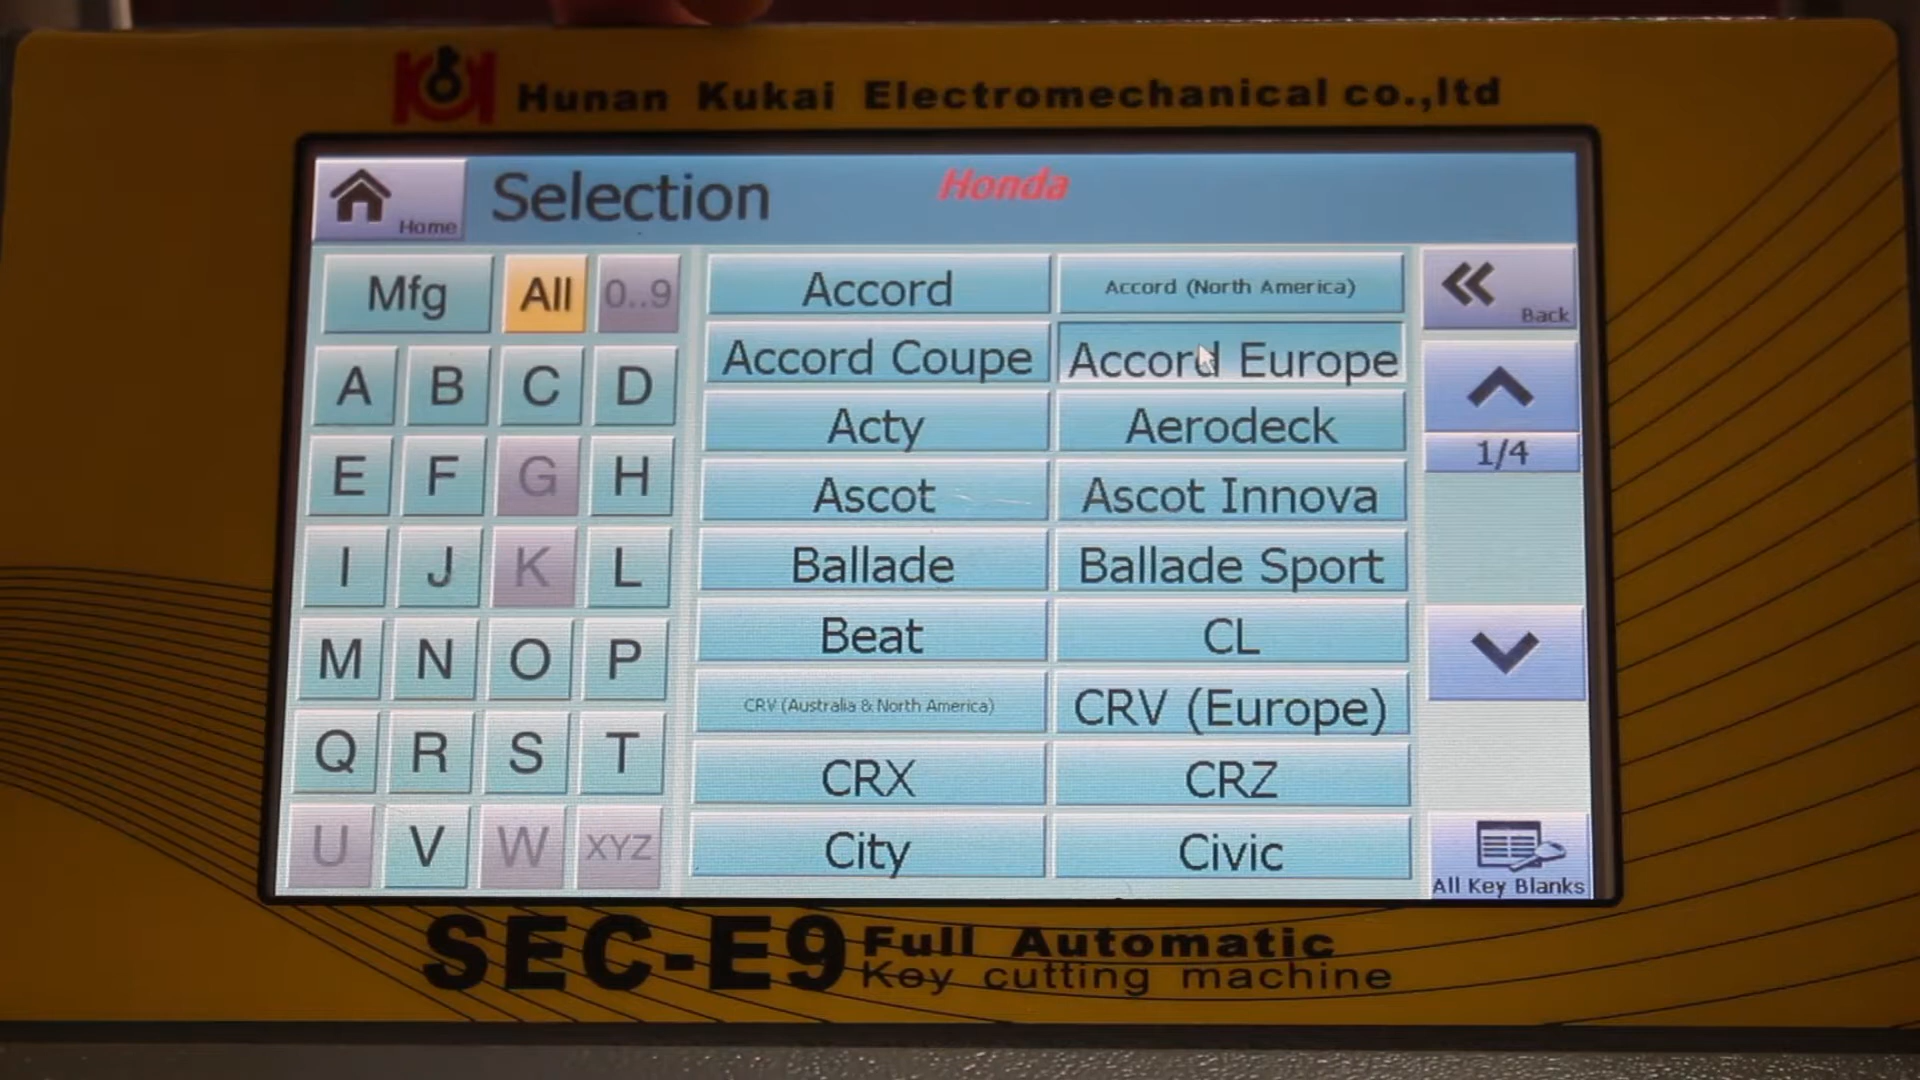 Hunan Kukai Electromechanical co.,ltd
Home
Selection
Honda
Mfg All 0..9
Accord Accord (North America)
Back
A B C D
Accord Coupe Accord Europe
Acty Aerodeck
1/4
E F G H
Ascot Ascot Innova
I J K L
Ballade Ballade Sport
M N O P
Beat CL
CRV (Australia & North America) CRV (Europe)
Q R S T
CRX CRZ
U V W XYZ
City Civic
All Key Blanks
SEC-E9 Full Automatic
Key cutting machine